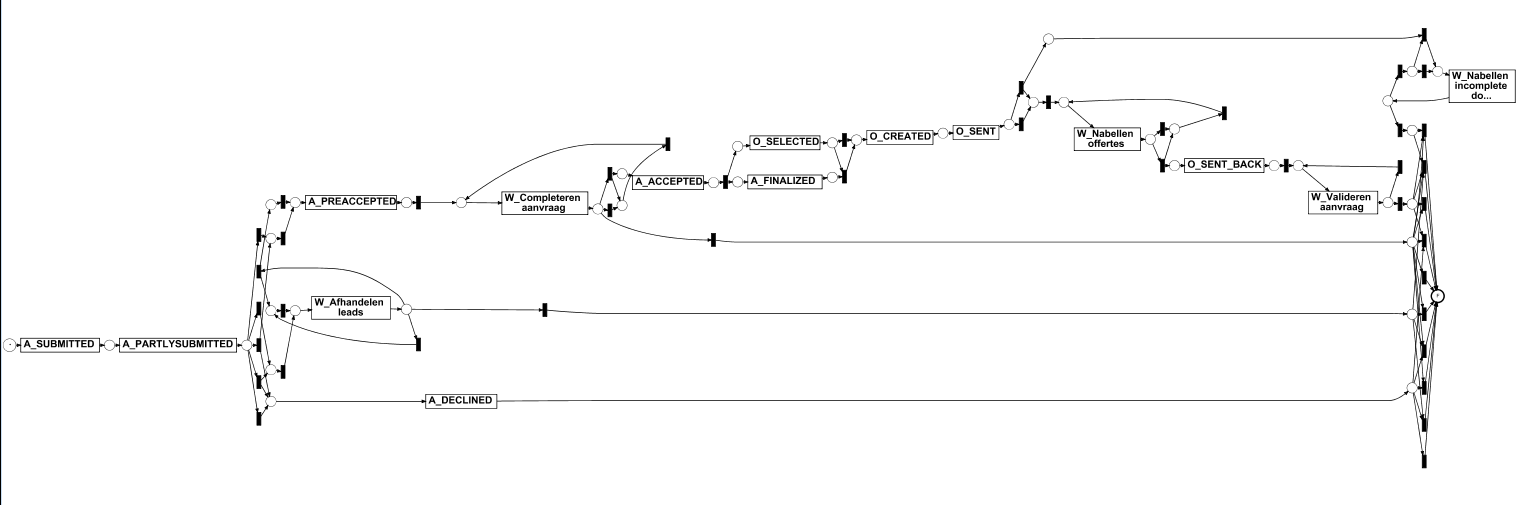 W_Nabellen
incomplete
do...
O_SELECTED
O_CREATED
O_SENT
W_Nabellen
offertes
A_ACCEPTED
A_FINALIZED
O_SENT_BACK
A_PREACCEPTED
W_Completeren
aanvraag
W_Valideren
aanvraag
W_Afhandelen
leads
A_SUBMITTED
A_PARTLYSUBMITTED
A_DECLINED